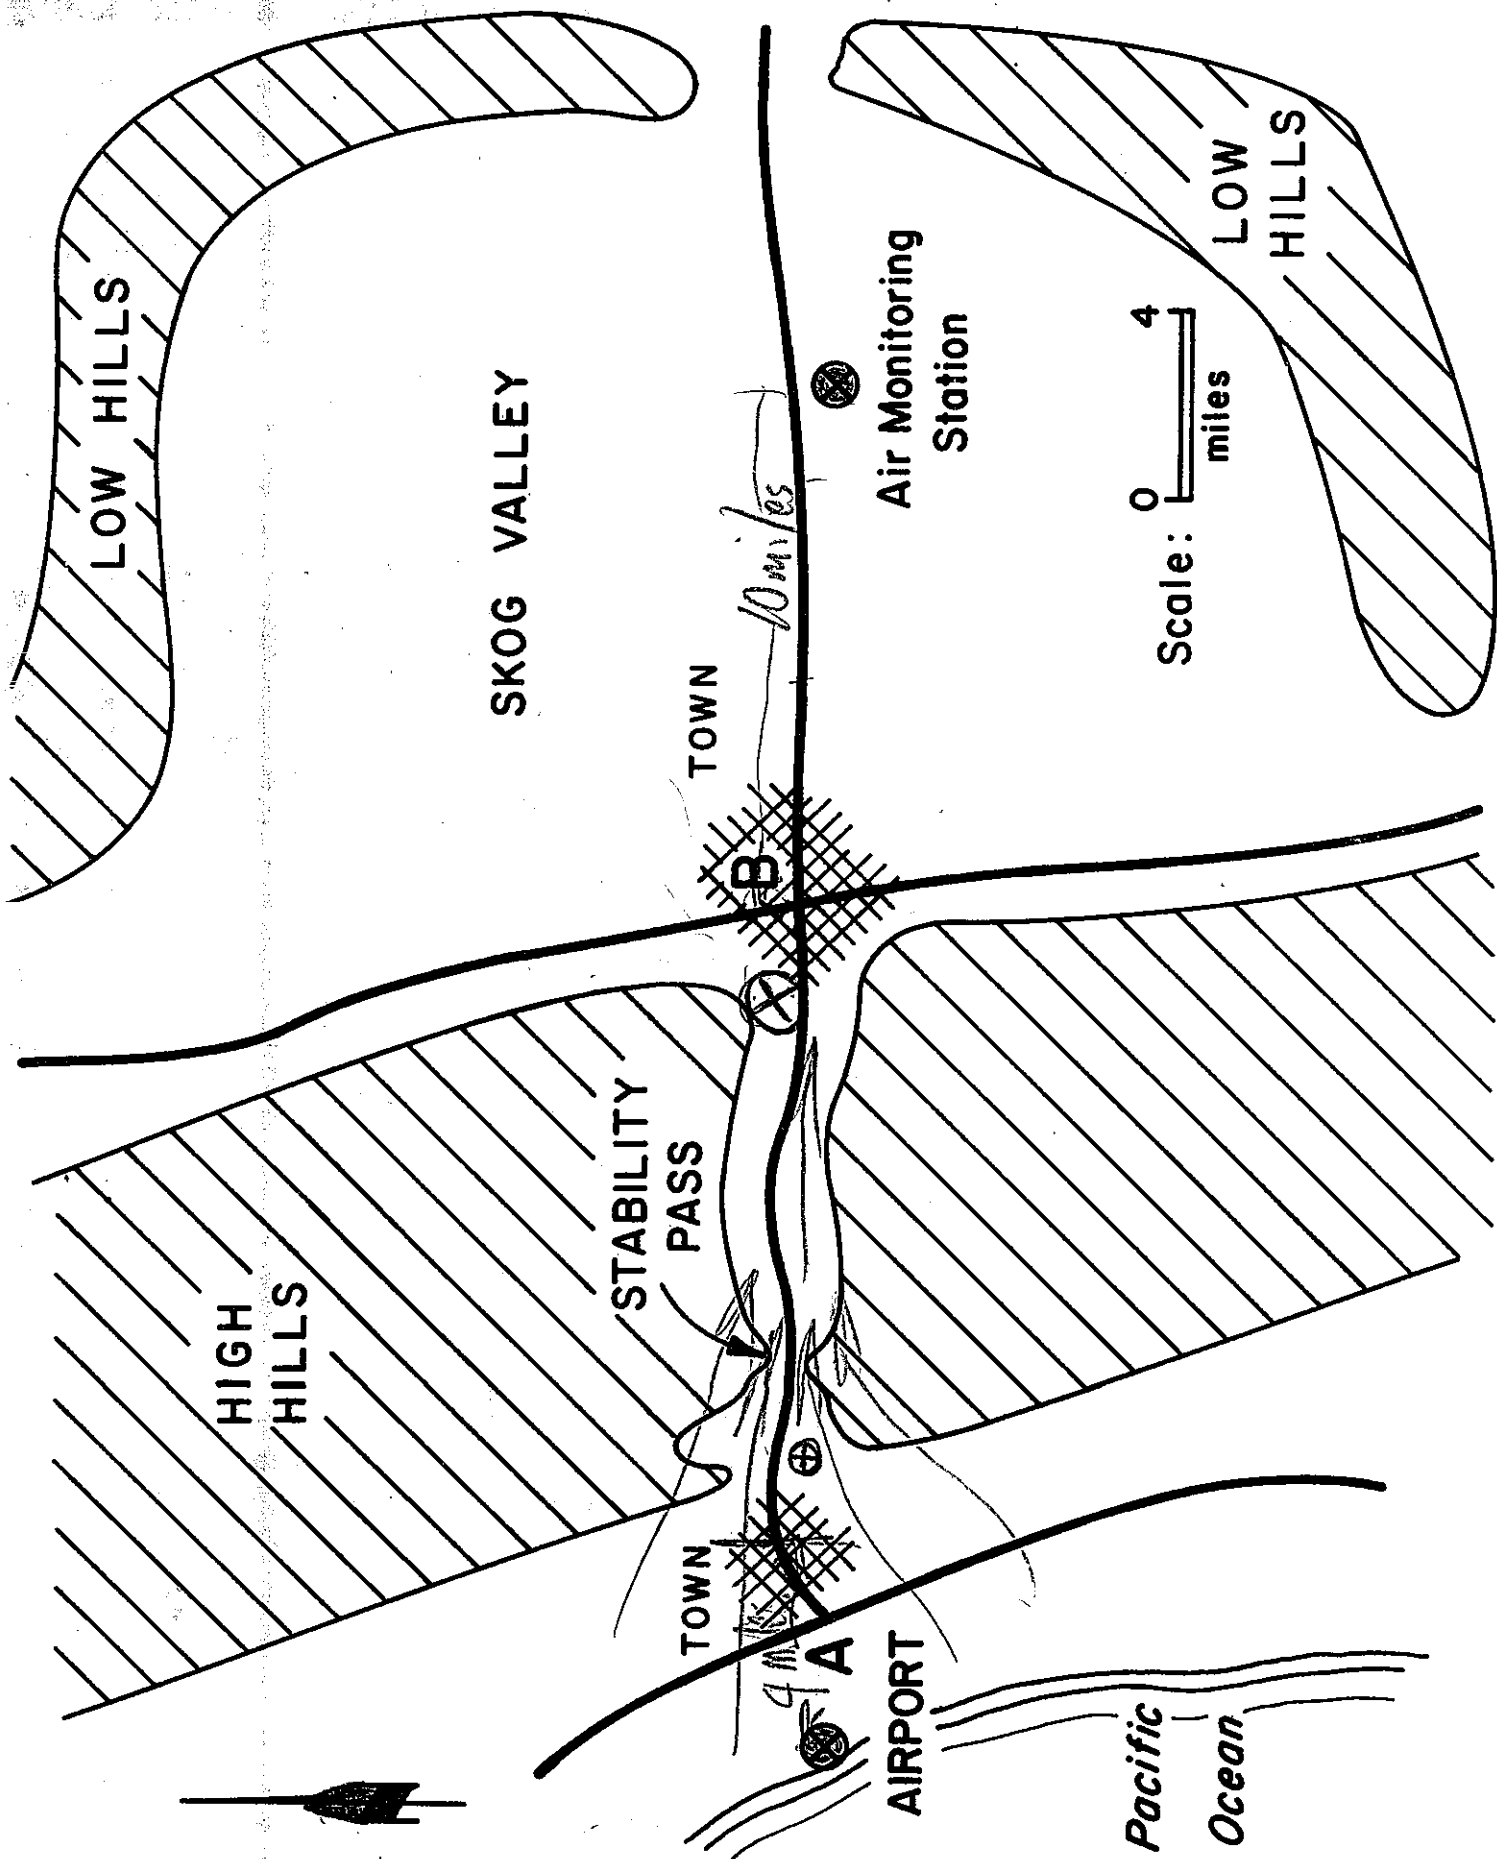 LOW HILLS
SKOG VALLEY
LOW
HILLS
HIGH
HILLS
STABILITY
PASS
TOWN
B
10 miles
Air Monitoring
Station
Scale:
0 4
miles
TOWN
A
AIRPORT
Pacific
Ocean